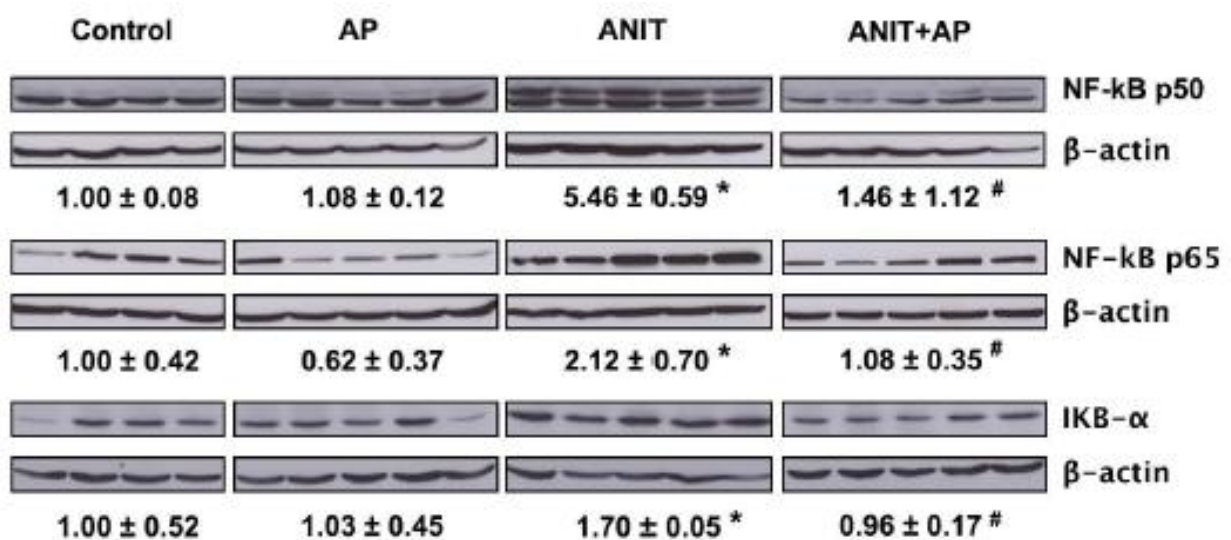 Control AP ANIT ANIT+AP
NF-kB p50
β-actin
1.00 ± 0.08 1.08 ± 0.12 5.46 ± 0.59 * 1.46 ± 1.12 #
NF-kB p65
β-actin
1.00 ± 0.42 0.62 ± 0.37 2.12 ± 0.70 * 1.08 ± 0.35 #
IKB-α
β-actin
1.00 ± 0.52 1.03 ± 0.45 1.70 ± 0.05 * 0.96 ± 0.17 #